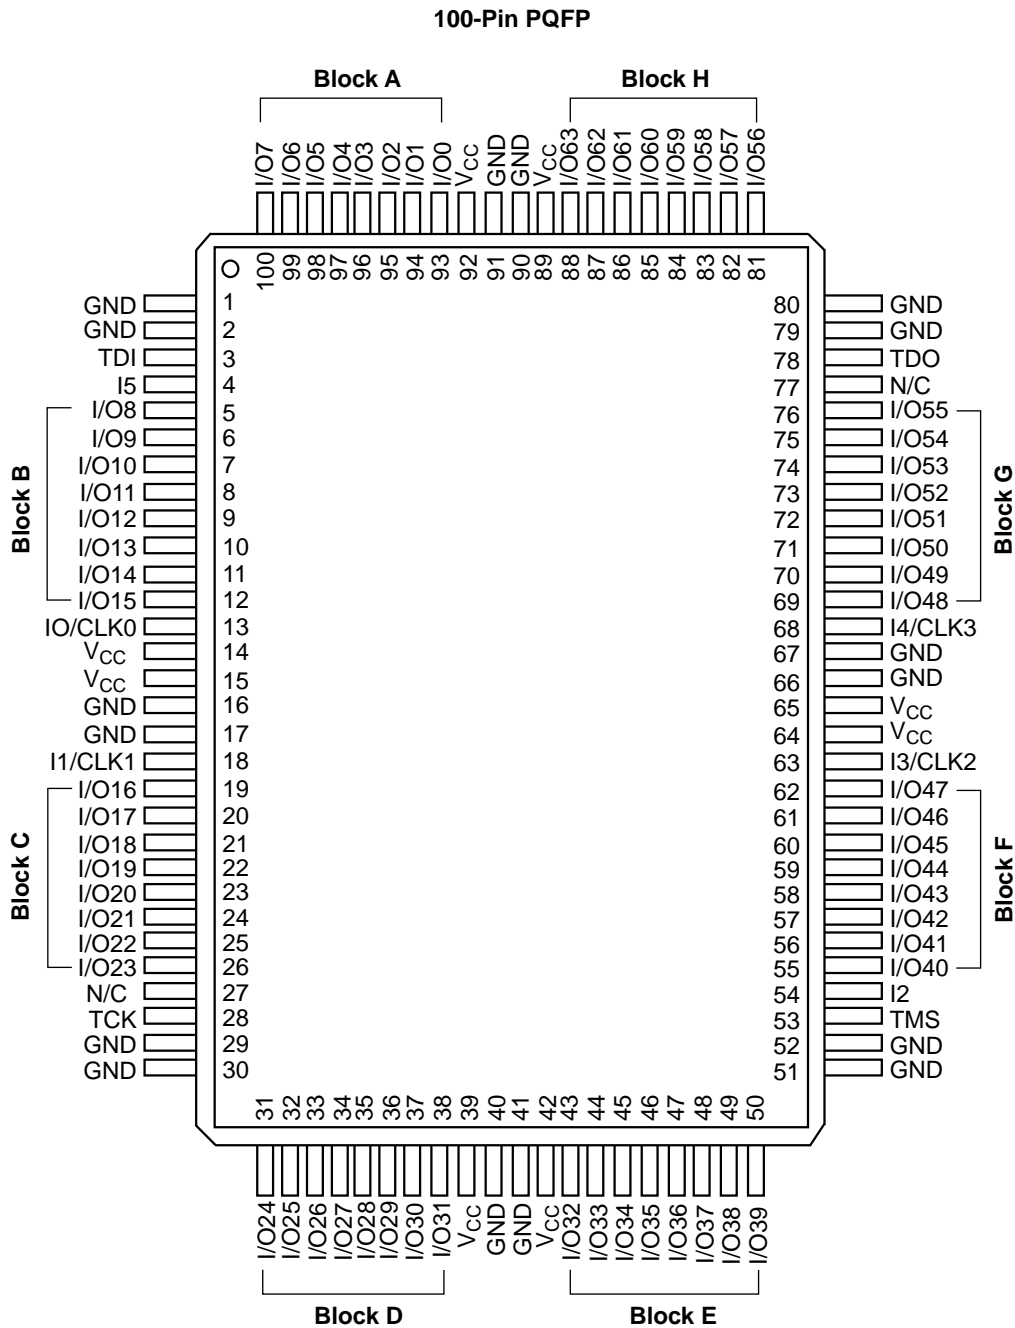 100-Pin PQFP
Block A
Block H
I/O7
I/O6
I/O5
I/O4
I/O3
I/O2
I/O1
I/O0
VCC
GND
GND
VCC
I/O63
I/O62
I/O61
I/O60
I/O59
I/O58
I/O57
I/O56
100
99
98
97
96
95
94
93
92
91
90
89
88
87
86
85
84
83
82
81
GND 1
GND 2
TDI 3
I5 4
I/O8 5
I/O9 6
I/O10 7
I/O11 8
I/O12 9
I/O13 10
I/O14 11
I/O15 12
IO/CLK0 13
VCC 14
VCC 15
GND 16
GND 17
I1/CLK1 18
I/O16 19
I/O17 20
I/O18 21
I/O19 22
I/O20 23
I/O21 24
I/O22 25
I/O23 26
N/C 27
TCK 28
GND 29
GND 30
Block B
Block C
80 GND
79 GND
78 TDO
77 N/C
76 I/O55
75 I/O54
74 I/O53
73 I/O52
72 I/O51
71 I/O50
70 I/O49
69 I/O48
68 I4/CLK3
67 GND
66 GND
65 VCC
64 VCC
63 I3/CLK2
62 I/O47
61 I/O46
60 I/O45
59 I/O44
58 I/O43
57 I/O42
56 I/O41
55 I/O40
54 I2
53 TMS
52 GND
51 GND
Block G
Block F
31
32
33
34
35
36
37
38
39
40
41
42
43
44
45
46
47
48
49
50
I/O24
I/O25
I/O26
I/O27
I/O28
I/O29
I/O30
I/O31
VCC
GND
GND
VCC
I/O32
I/O33
I/O34
I/O35
I/O36
I/O37
I/O38
I/O39
Block D
Block E